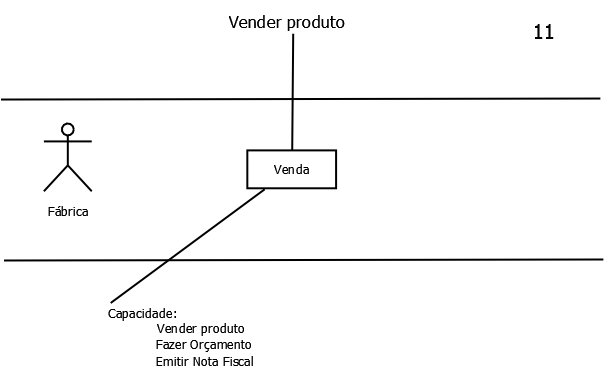 Vender produto
11
Venda
Fábrica
Capacidade:
Vender produto
Fazer Orçamento
Emitir Nota Fiscal